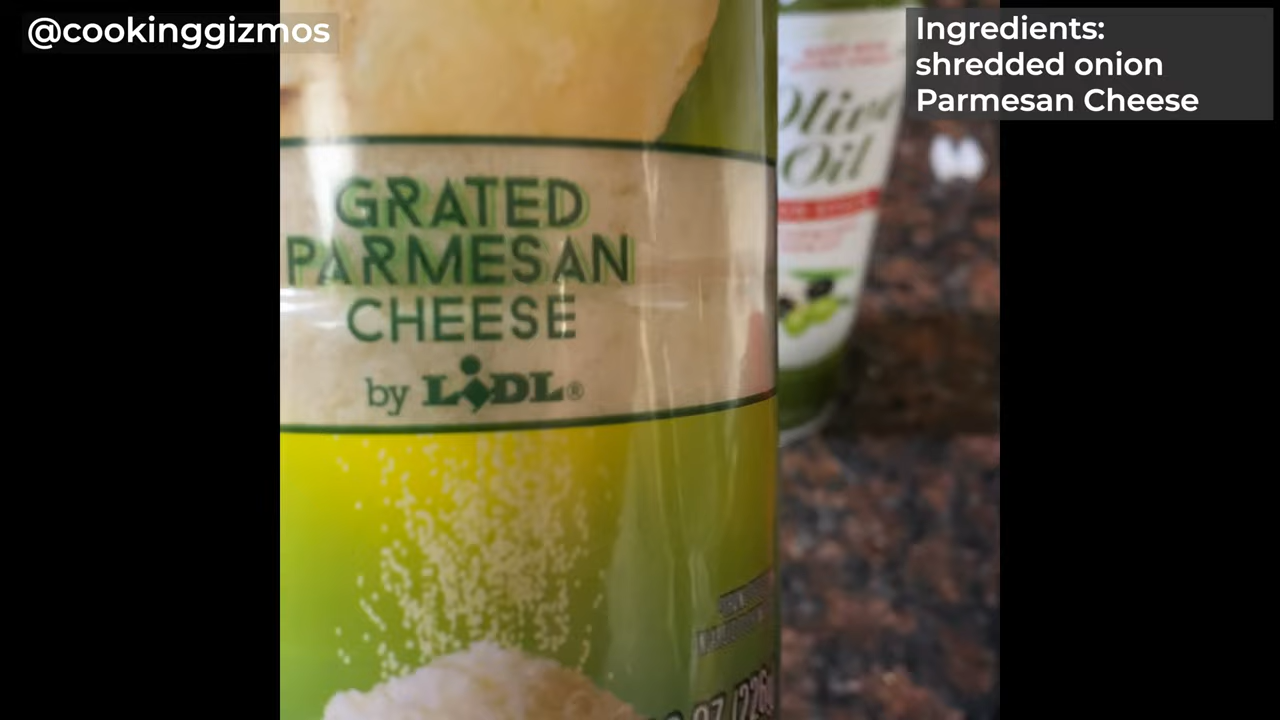 @cookinggizmos
Ingredients:
shredded onion
Parmesan Cheese
GRATED
PARMESAN
CHEESE
by LIDL®
Olive
Oil